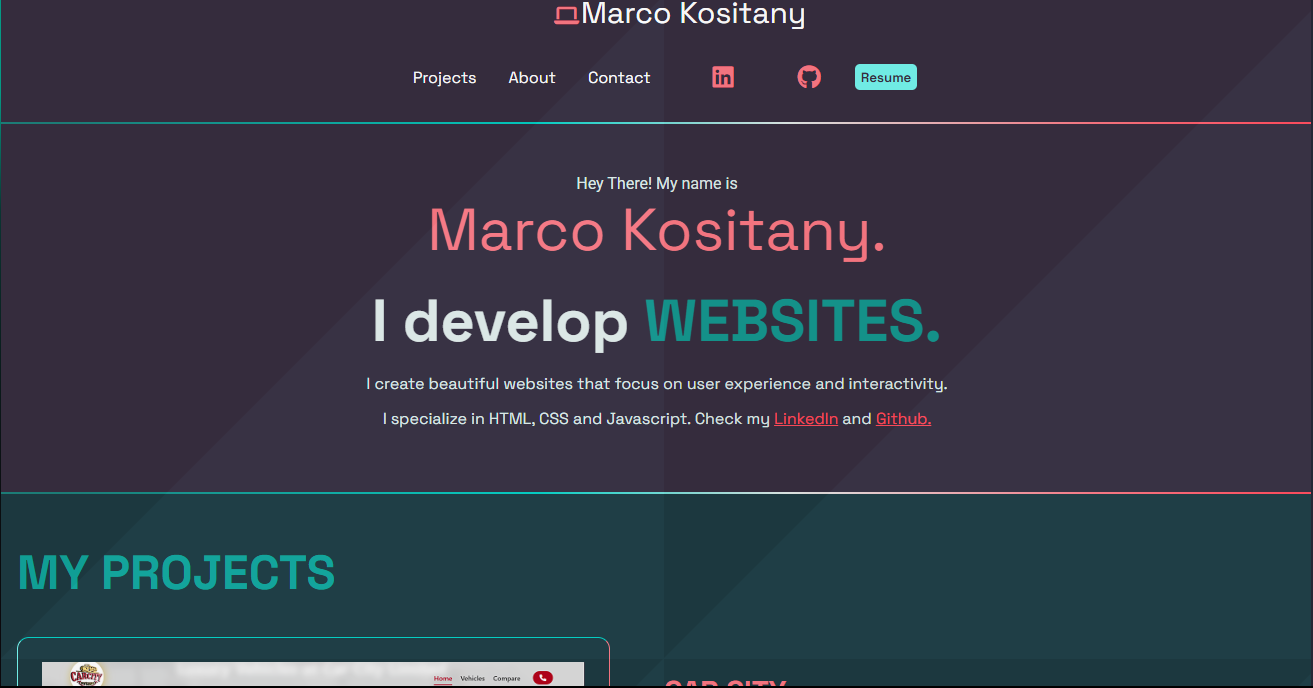 Marco Kositany
Projects About Contact in Resume
Hey There! My name is
Marco Kositany.
I develop WEBSITES.
I create beautiful websites that focus on user experience and interactivity.
I specialize in HTML, CSS and Javascript. Check my LinkedIn and Github.
MY PROJECTS
CARCITY
Home Vehicles Compare
CAR CITY